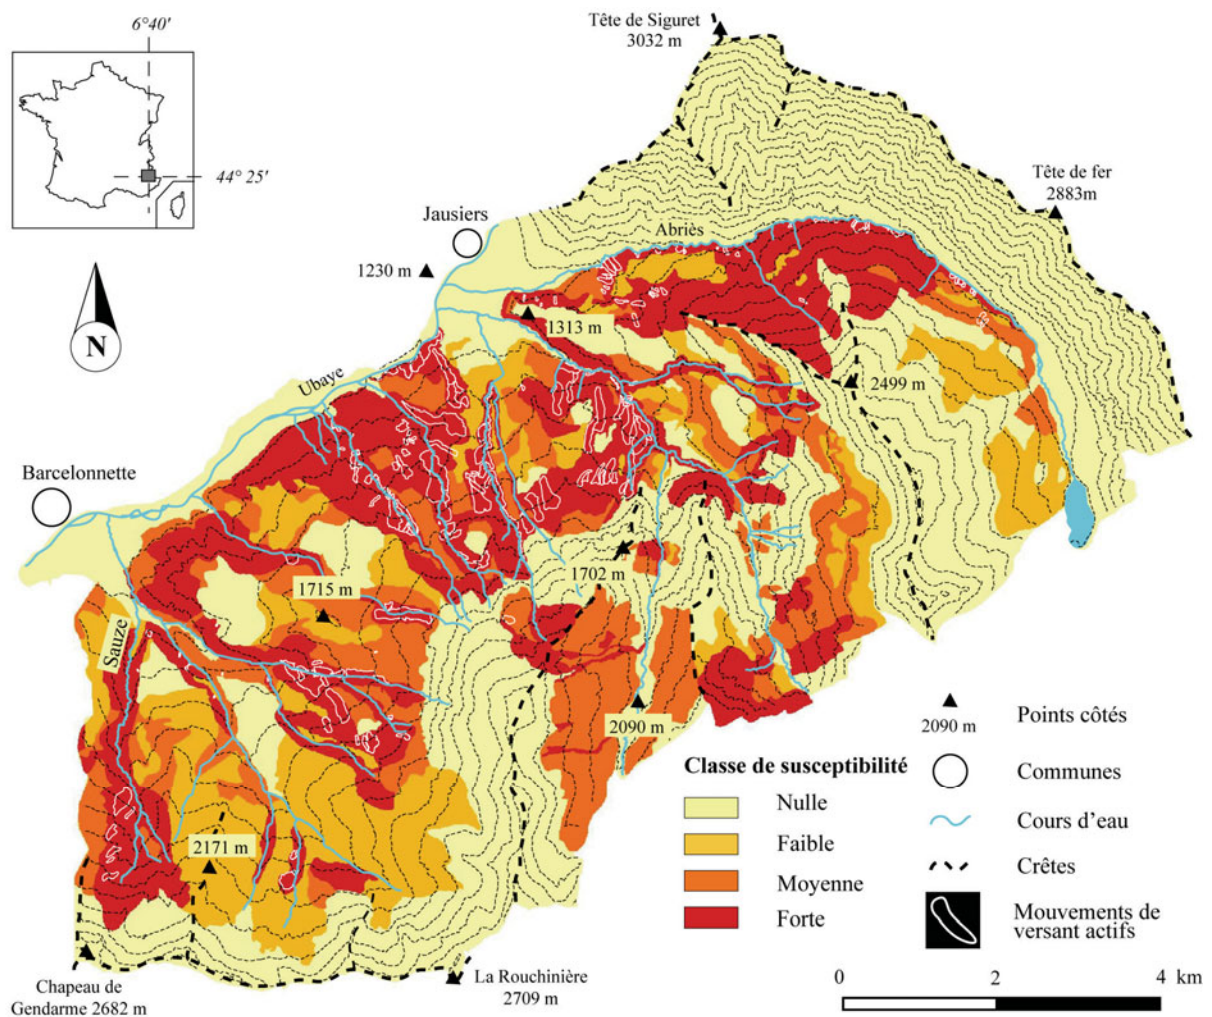 6°40'
44° 25'
N
Tête de Siguret
3032 m
Tête de fer
2883m
Jausiers
1230 m
Abriès
1313 m
2499 m
Ubaye
Barcelonnette
1715 m
1702 m
Sauze
2090 m
2171 m
Chapeau de
Gendarme 2682 m
La Rouchinière
2709 m
Classe de susceptibilité
Nulle
Faible
Moyenne
Forte
2090 m
Points côtés
Communes
Cours d'eau
Crêtes
Mouvements de
versant actifs
0 2 4 km